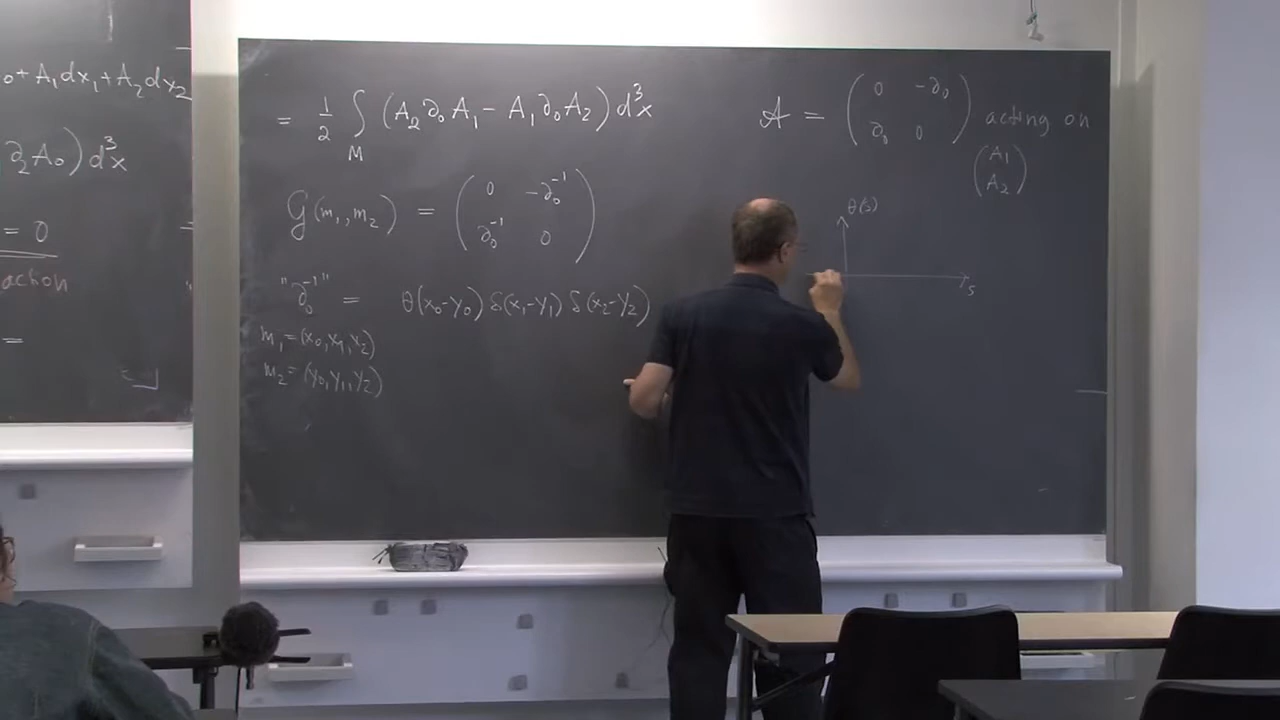 0 + A₁dx₁ + A₂dx₂
∂₂A₀) d³x
= 0
action
=
= 1/2 ∫_M (A₂∂₀A₁ − A₁∂₀A₂) d³x
G(m₁, m₂) = ( 0 −∂₀⁻¹
∂₀⁻¹ 0 )
"∂₀⁻¹" = θ(x₀−y₀) δ(x₁−y₁) δ(x₂−y₂)
m₁ = (x₀, x₁, x₂)
m₂ = (y₀, y₁, y₂)
𝒜 = ( 0 −∂₀
∂₀ 0 ) acting on
( A₁
A₂ )
θ(s)
s